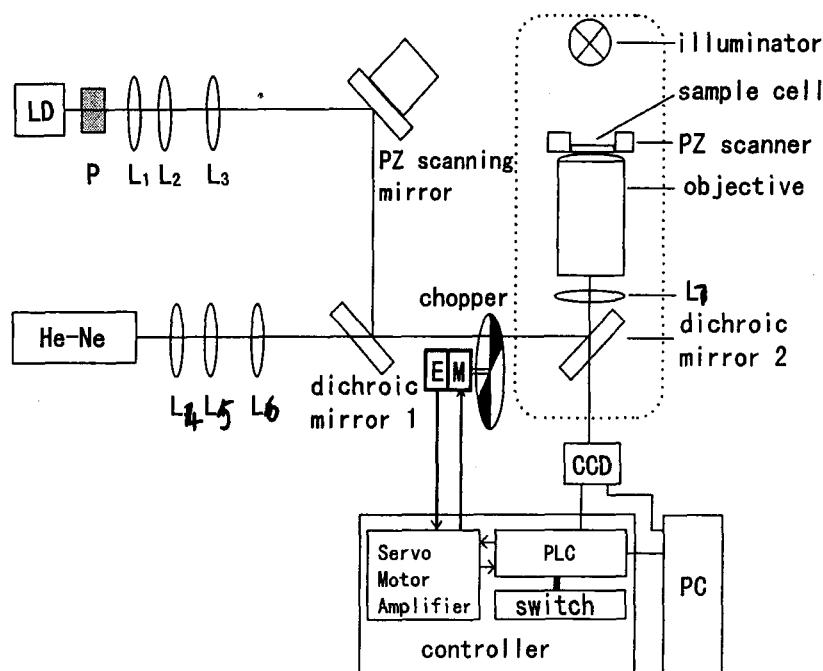 illuminator
sample cell
PZ scanner
objective
LD
P
L1
L2
L3
PZ scanning
mirror
chopper
L7
dichroic
mirror 2
He-Ne
L4
L5
L6
dichroic
mirror 1
E
M
CCD
Servo
Motor
Amplifier
PLC
switch
controller
PC